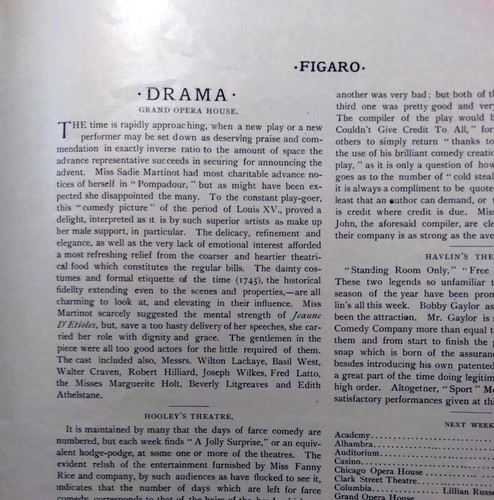 ·FIGARO·
·DRAMA·
GRAND OPERA HOUSE.
THE time is rapidly approaching, when a new play or a new
performer may be set down as deserving praise and com-
mendation in exactly inverse ratio to the amount of space the
advance representative succeeds in securing for announcing the
advent. Miss Sadie Martinot had most charitable advance no-
tices of herself in "Pompadour," but as might have been ex-
pected she disappointed the many. To the constant play-goer,
this "comedy picture" of the period of Louis XV., proved a
delight, interpreted as it is by such superior artists as make up
her male support, in particular. The delicacy, refinement and
elegance, as well as the very lack of emotional interest afforded
a most refreshing relief from the coarser and heartier theatri-
cal food which constitutes the regular bills. The dainty cos-
tumes and formal etiquette of the time (1745), the historical
fidelity extending even to the scenes and properties,—are all
charming to look at, and elevating in their influence. Miss
Martinot scarcely suggested the mental strength of Jeaune
D'Etioles, but, save a too hasty delivery of her speeches, she car-
ried her role with dignity and grace. The gentlemen in the
piece were all too good actors for the little required of them.
The cast included also, Messrs. Wilton Lackaye, Basil West,
Walter Craven, Robert Hilliard, Joseph Wilkes, Fred Latto,
the Misses Marguerite Holt, Beverly Litgreaves and Edith
Athelstane.
HOOLEY'S THEATRE.
It is maintained by many that the days of farce comedy are
numbered, but each week finds "A Jolly Surprise," or an equiv-
alent hodge-podge, at some one or more of the theatres. The
evident relish of the entertainment furnished by Miss Fanny
Rice and company, by such audiences as have flocked to see it,
indicates that the number of days which are left for farce
comedy corresponds to that of the hairs of the
another was very bad; but both of th
third one was pretty good and very
The compiler of the play would b
Couldn't Give Credit To All," for
others to simply return "thanks to
the use of his brilliant comedy creatio
play," as it is only a question of how
goes as to the number of "cold steal
it is always a compliment to be quote
least that an author can demand, or t
is credit where credit is due. Miss
John, the aforesaid compiler, are cle
their company is as strong as the ave
HAVLIN'S THE
"Standing Room Only," "Free
These two legends so unfamiliar t
season of the year have been pron
lin's all this week. Bobby Gaylor as
been the attraction. Mr. Gaylor is
Comedy Company more than equal t
them and from start to finish the p
snap which is born of the assuranc
besides introducing his own patented
a great part of the time doing legitim
high order. Altogetner, "Sport" Mc
satisfactory performances given at th
NEXT WEEK
Academy
Alhambra
Auditorium
Casino
Chicago Opera House
Clark Street Theatre
Columbia Lillian Rus
Grand Opera House